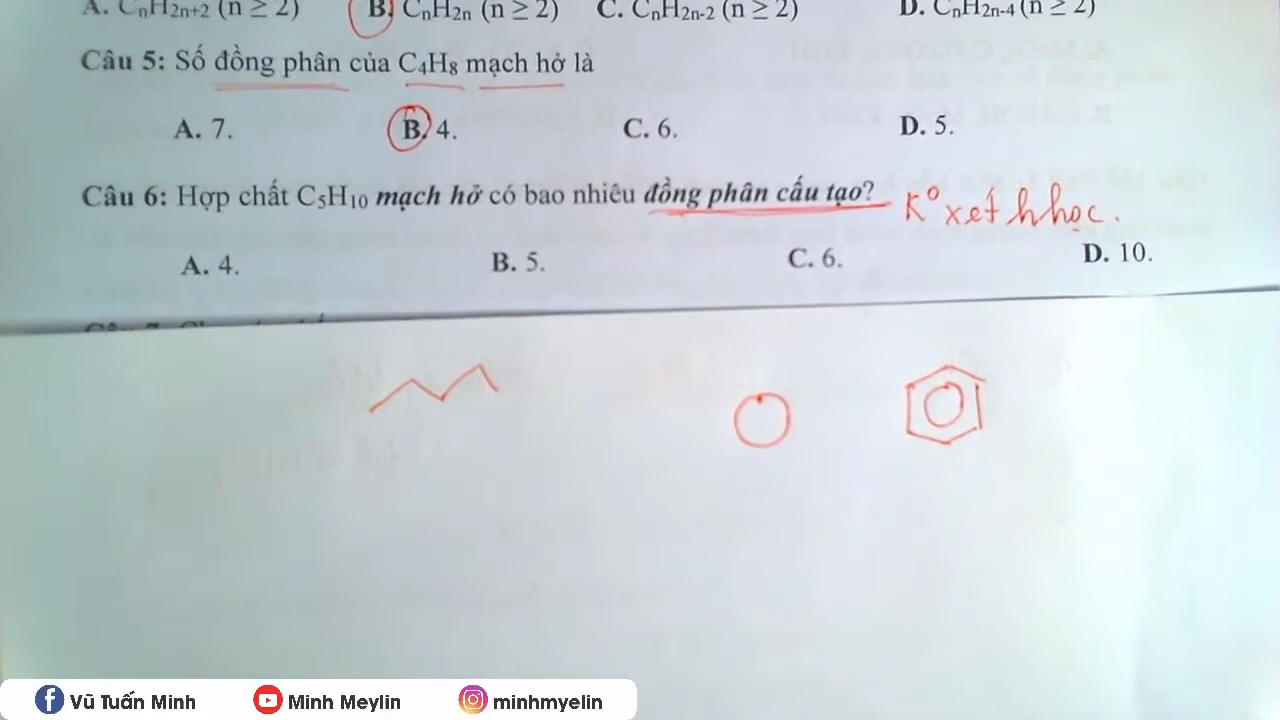 A. CnH2n+2 (n ≥ 2) B. CnH2n (n ≥ 2) C. CnH2n-2 (n ≥ 2) D. CnH2n-4 (n ≥ 2)
Câu 5: Số đồng phân của C4H8 mạch hở là
A. 7. B. 4. C. 6. D. 5.
Câu 6: Hợp chất C5H10 mạch hở có bao nhiêu đồng phân cấu tạo? K° xét hhoc.
A. 4. B. 5. C. 6. D. 10.
Vũ Tuấn Minh Minh Meylin minhmyelin